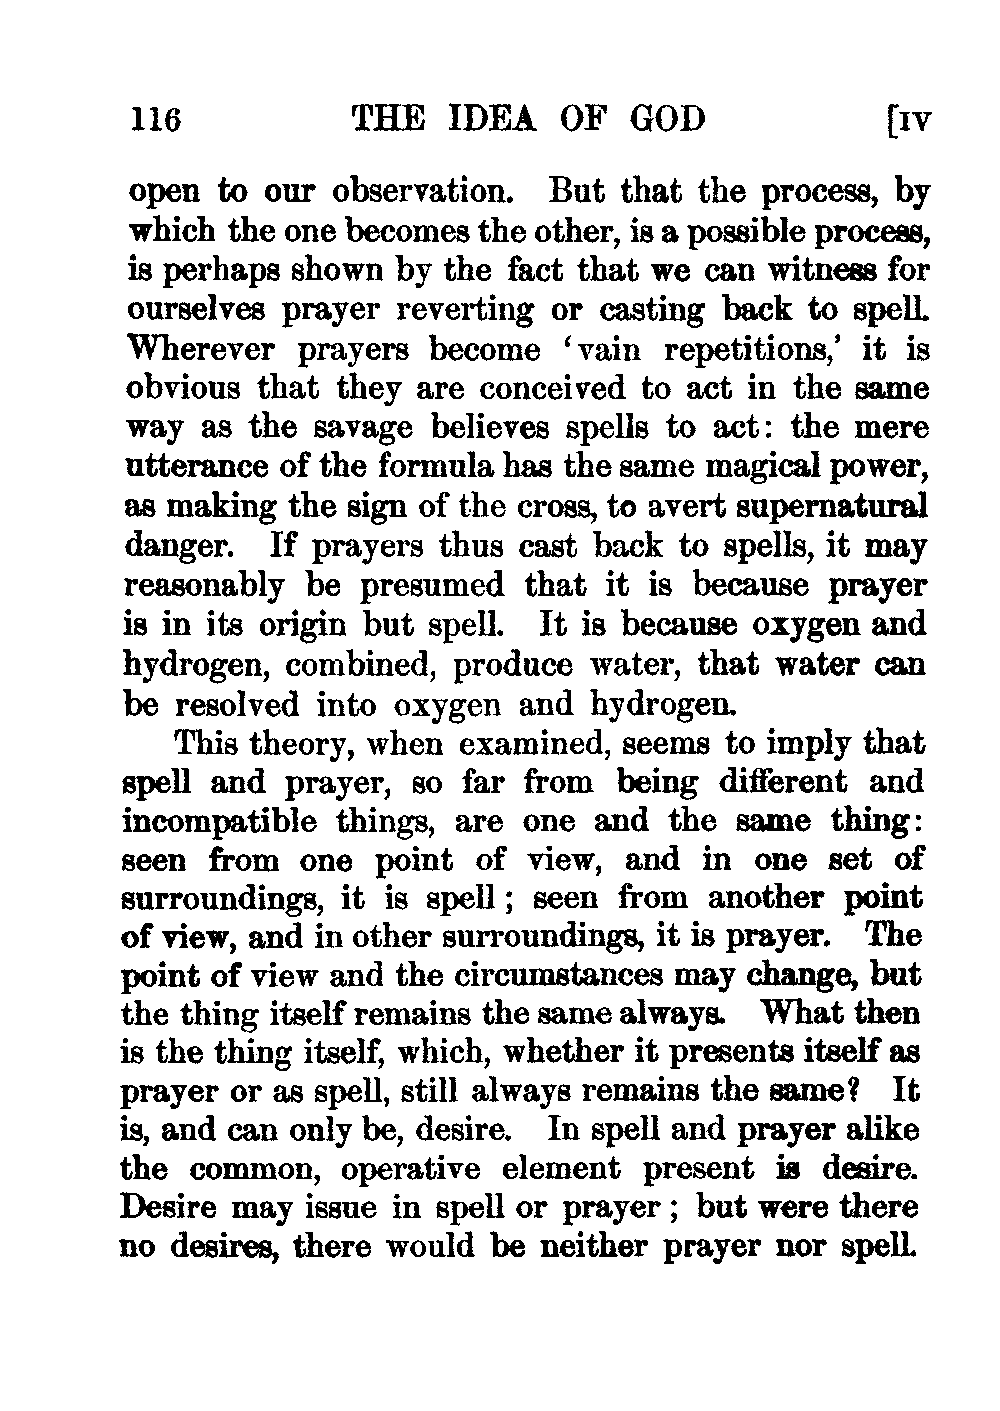 116 THE IDEA OF GOD [IV
open to our observation. But that the process, by
which the one becomes the other, is a possible process,
is perhaps shown by the fact that we can witness for
ourselves prayer reverting or casting back to spell.
Wherever prayers become ‘vain repetitions,’ it is
obvious that they are conceived to act in the same
way as the savage believes spells to act: the mere
utterance of the formula has the same magical power,
as making the sign of the cross, to avert supernatural
danger. If prayers thus cast back to spells, it may
reasonably be presumed that it is because prayer
is in its origin but spell. It is because oxygen and
hydrogen, combined, produce water, that water can
be resolved into oxygen and hydrogen.
This theory, when examined, seems to imply that
spell and prayer, so far from being different and
incompatible things, are one and the same thing:
seen from one point of view, and in one set of
surroundings, it is spell; seen from another point
of view, and in other surroundings, it is prayer. The
point of view and the circumstances may change, but
the thing itself remains the same always. What then
is the thing itself, which, whether it presents itself as
prayer or as spell, still always remains the same? It
is, and can only be, desire. In spell and prayer alike
the common, operative element present is desire.
Desire may issue in spell or prayer; but were there
no desires, there would be neither prayer nor spell.